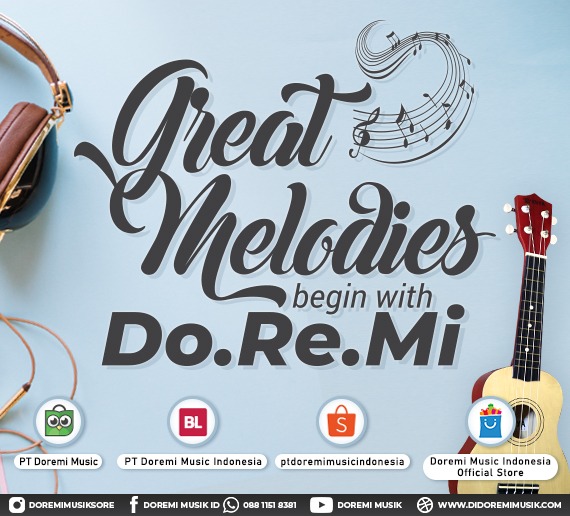 Great
Melodies
begin with
Do.Re.Mi
BL
S
PT Doremi Music
PT Doremi Music Indonesia
ptdoremimusicindonesia
Doremi Music Indonesia
Official Store
DOREMIMUSIKSORE DOREMI MUSIK ID 088 1151 8381 DOREMI MUSIK WWW.DIDOREMIMUSIK.COM